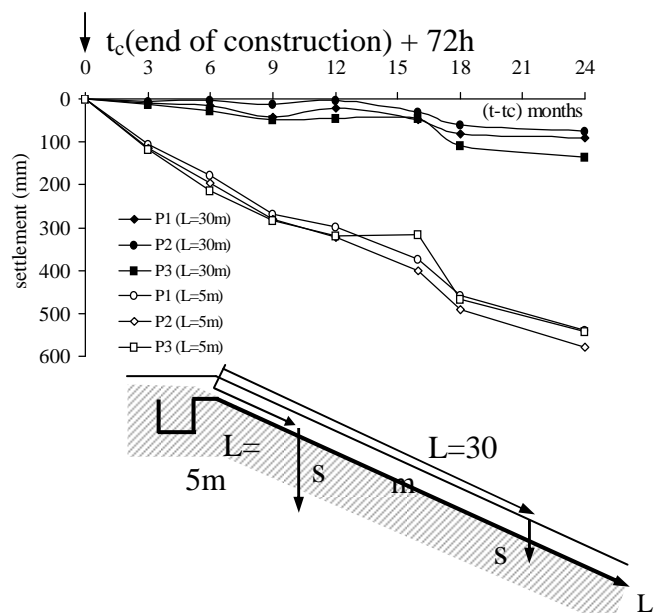 t_c(end of construction) + 72h
0 3 6 9 12 15 18 21 24
(t-tc) months
settlement (mm)
0
100
200
300
400
500
600
P1 (L=30m)
P2 (L=30m)
P3 (L=30m)
P1 (L=5m)
P2 (L=5m)
P3 (L=5m)
L=
5m
L=30
m
S
S
L